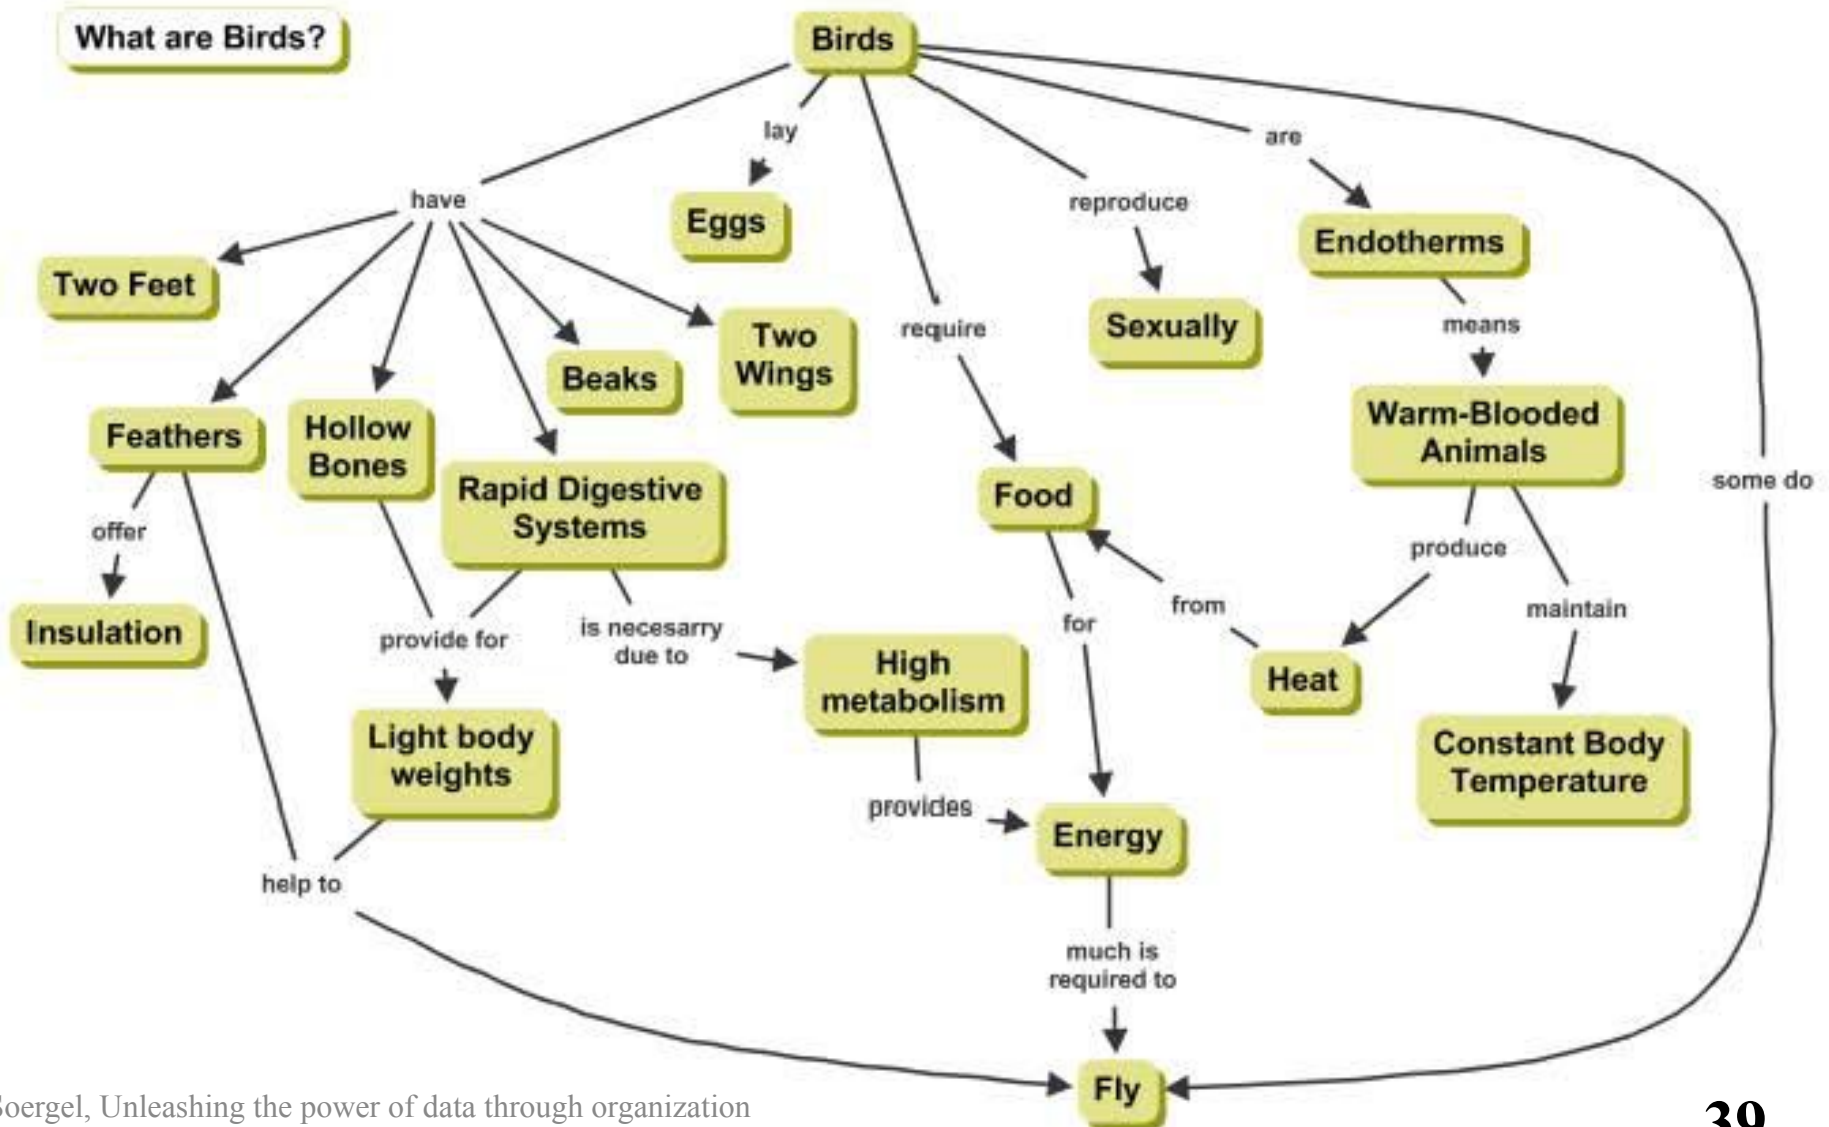 What are Birds?
Birds
lay
are
have
reproduce
Eggs
Endotherms
Two Feet
require
Sexually
means
Two
Wings
Beaks
Feathers
Hollow
Bones
Warm-Blooded
Animals
Rapid Digestive
Systems
Food
some do
offer
produce
Insulation
provide for
is necesarry
due to
for
from
maintain
High
metabolism
Heat
Light body
weights
Constant Body
Temperature
provides
Energy
help to
much is
required to
Fly
Soergel, Unleashing the power of data through organization
39